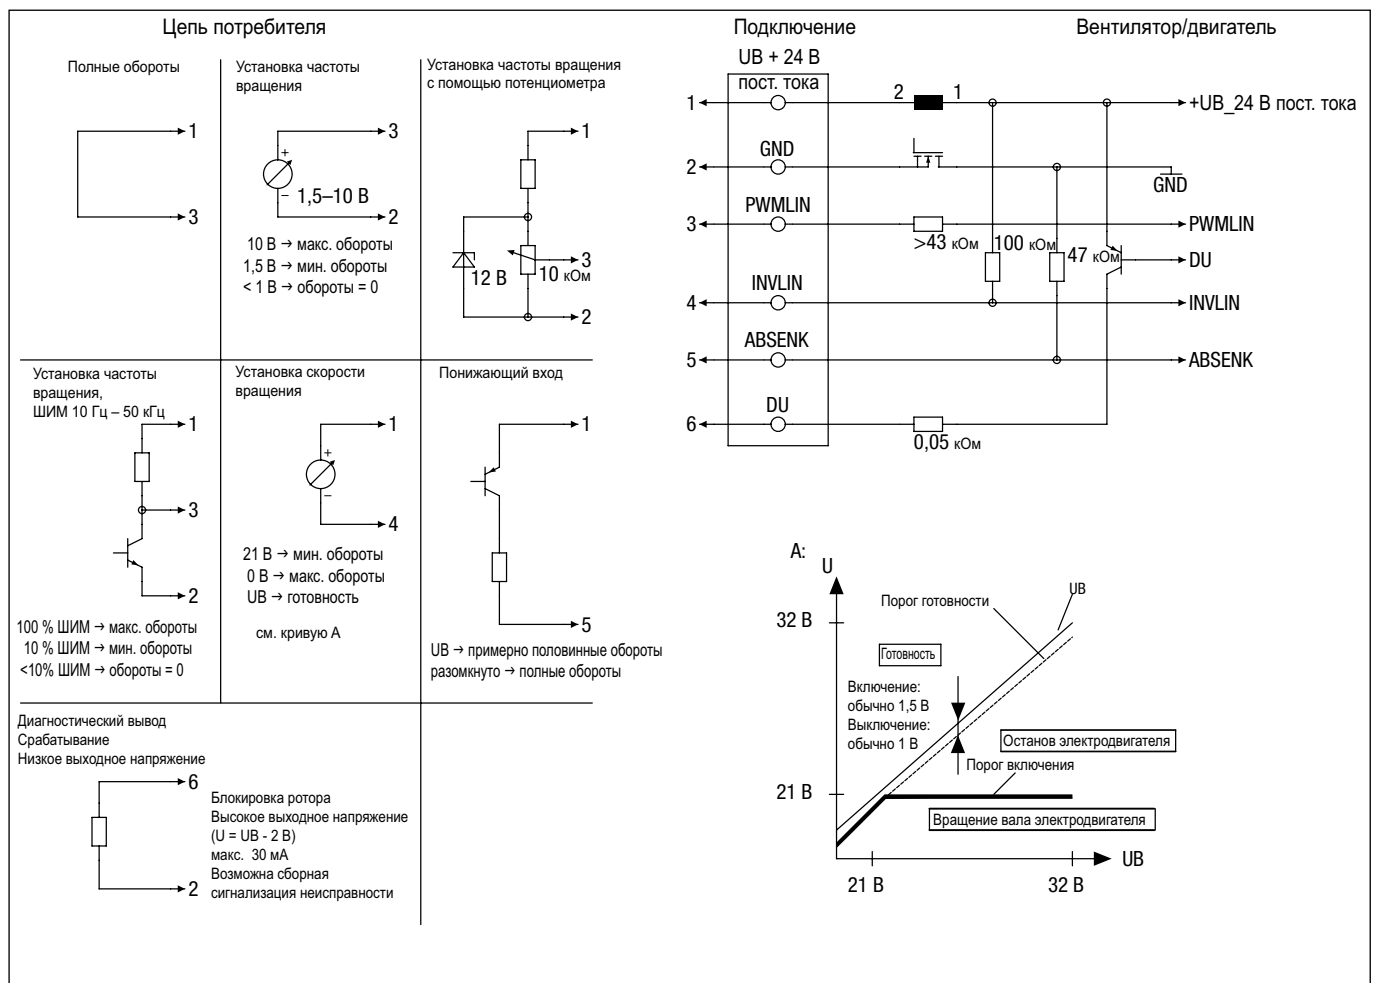 Цепь потребителя
Подключение
Вентилятор/двигатель
Полные обороты
1
3
Установка частоты
вращения
3
+
–
1,5–10 В
2
10 В → макс. обороты
1,5 В → мин. обороты
< 1 В → обороты = 0
Установка частоты вращения
с помощью потенциометра
1
3
12 В
10 кОм
2
Установка частоты
вращения,
ШИМ 10 Гц – 50 кГц
1
3
2
100 % ШИМ → макс. обороты
10 % ШИМ → мин. обороты
<10% ШИМ → обороты = 0
Установка скорости
вращения
1
+
–
4
21 В → мин. обороты
0 В → макс. обороты
UB → готовность
см. кривую А
Понижающий вход
1
5
UB → примерно половинные обороты
разомкнуто → полные обороты
Диагностический вывод
Срабатывание
Низкое выходное напряжение
6
2
Блокировка ротора
Высокое выходное напряжение
(U = UB - 2 В)
макс. 30 мА
Возможна сборная
сигнализация неисправности
UB + 24 В
пост. тока
1
2
1
+UB_24 В пост. тока
GND
2
GND
PWMLIN
3
PWMLIN
>43 кОм
100 кОм
47 кОм
DU
INVLIN
4
INVLIN
ABSENK
5
ABSENK
DU
6
0,05 кОм
A:
U
UB
Порог готовности
32 В
Готовность
Включение:
обычно 1,5 В
Выключение:
обычно 1 В
Останов электродвигателя
Порог включения
21 В
Вращение вала электродвигателя
UB
21 В
32 В